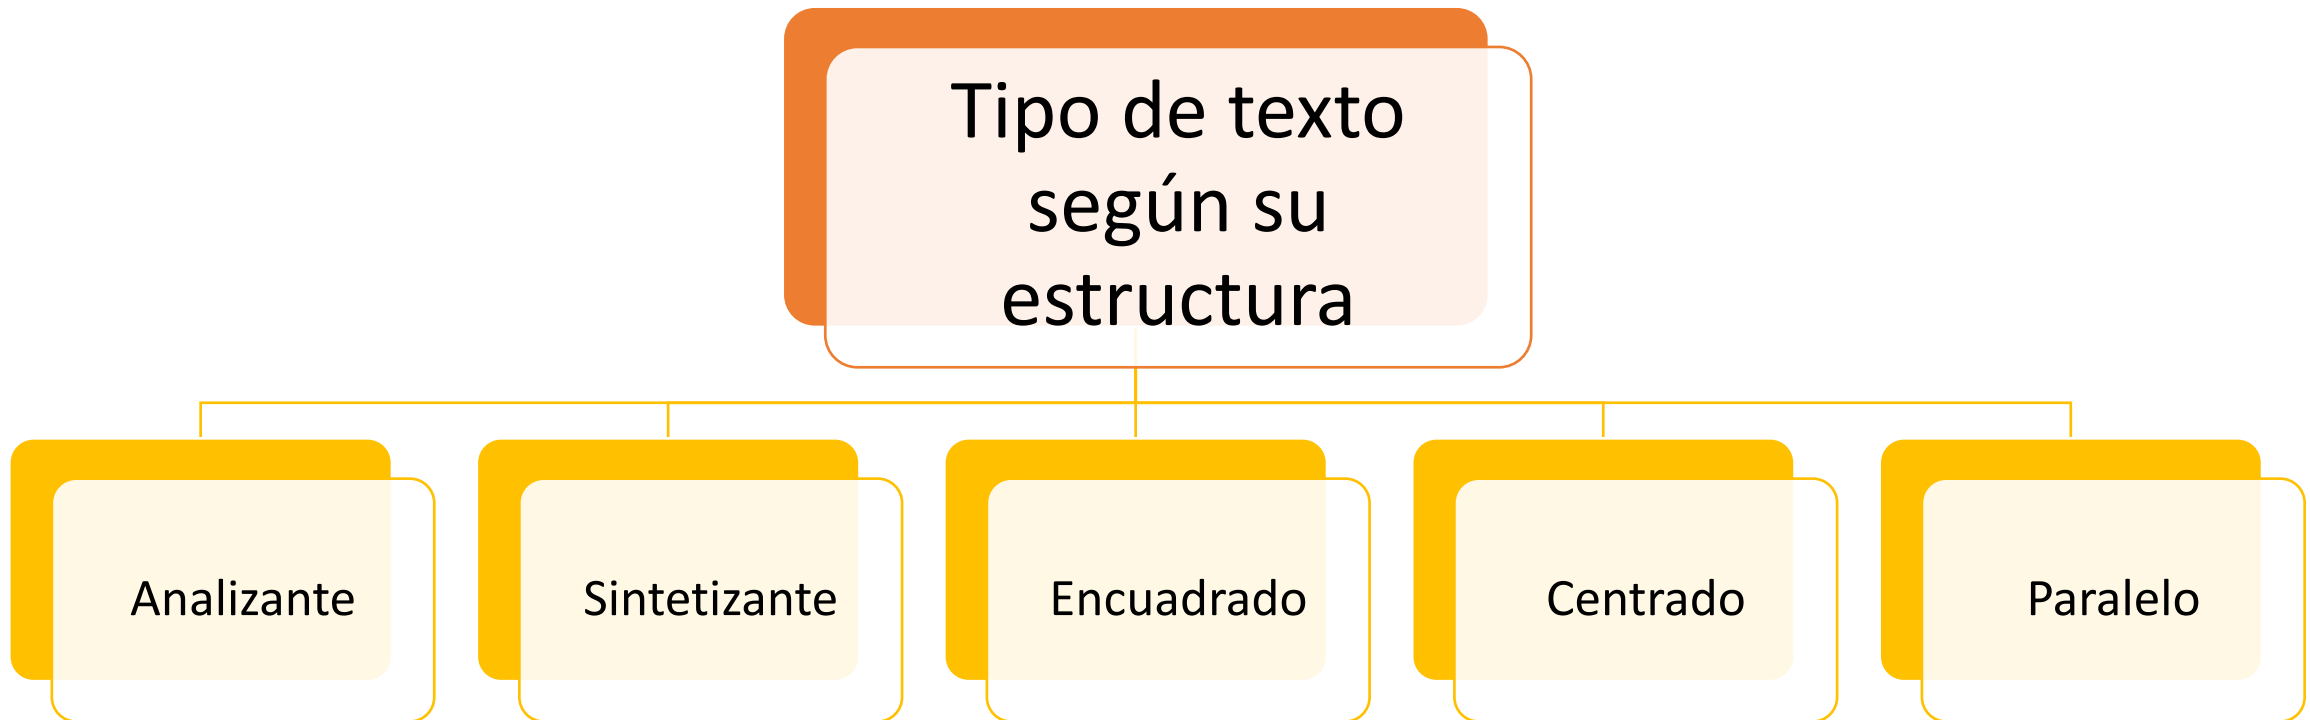 Tipo de texto
según su
estructura
Analizante
Sintetizante
Encuadrado
Centrado
Paralelo